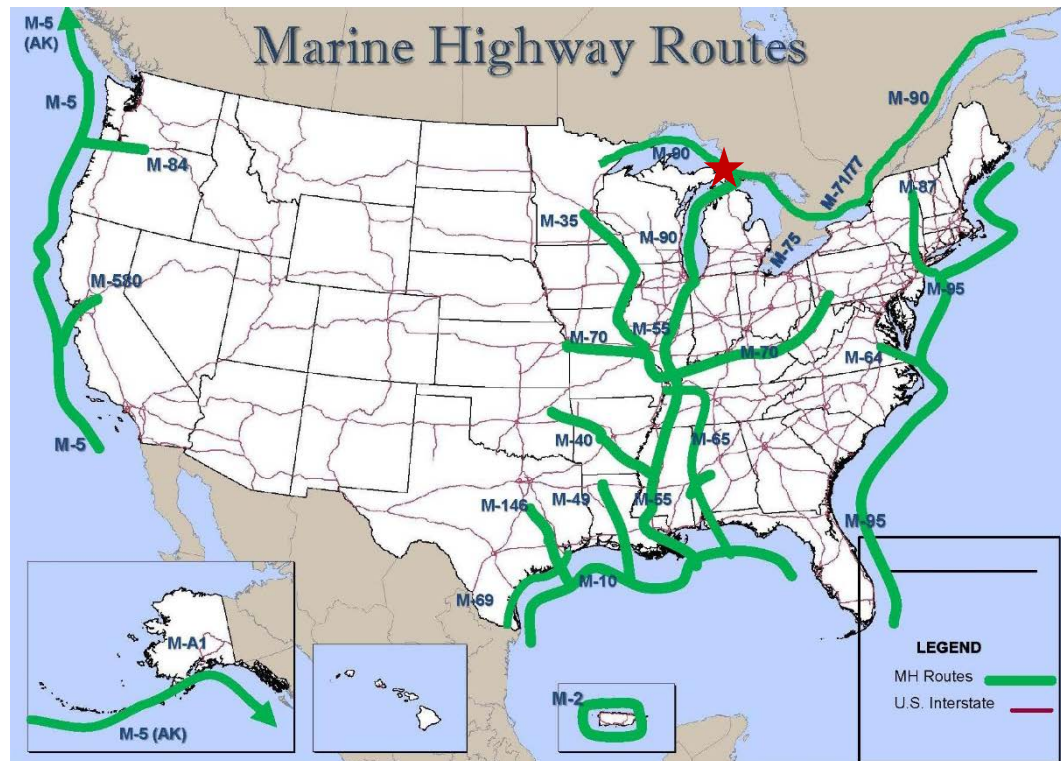 Marine Highway Routes
M-5
(AK)
M-5
M-84
M-580
M-5
M-90
M-90
M-71/77
M-87
M-75
M-35
M-90
M-95
M-55
M-70
M-70
M-64
M-40
M-65
M-146
M-49
M-55
M-95
M-10
M-69
M-A1
M-5 (AK)
M-2
LEGEND
MH Routes
U.S. Interstate